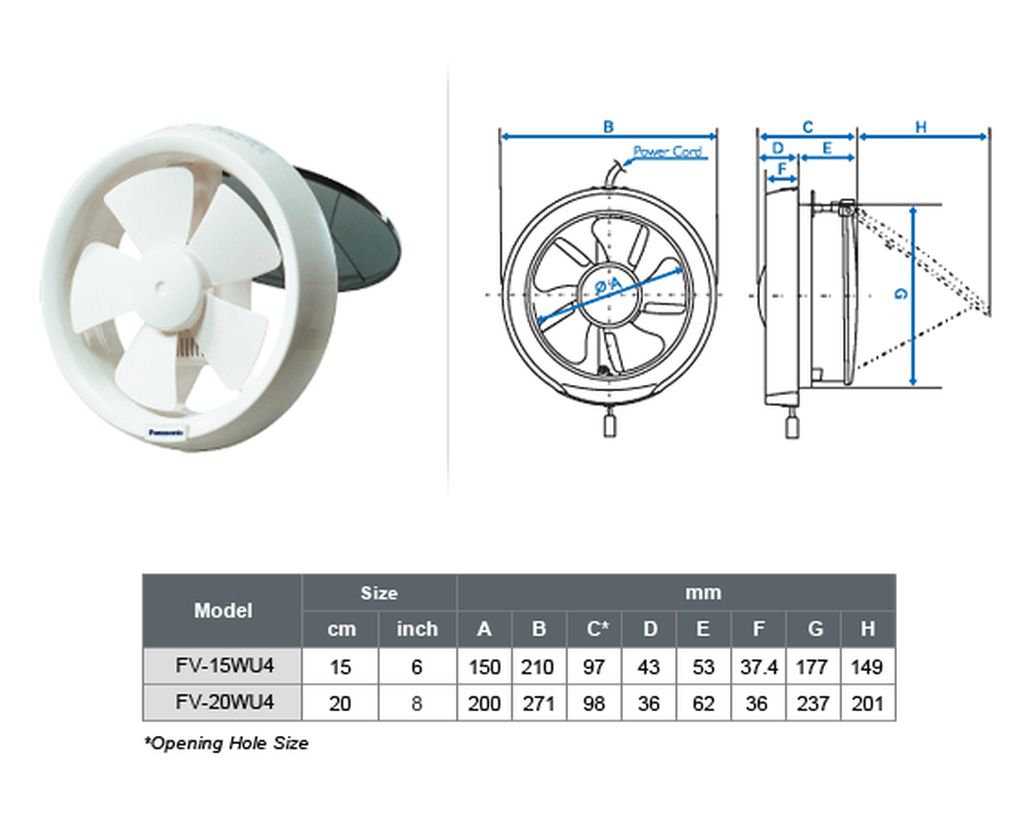 B
C
H
D
E
F
Power Cord
ØA
G
Panasonic
Model Size mm
cm inch A B C* D E F G H
FV-15WU4 15 6 150 210 97 43 53 37.4 177 149
FV-20WU4 20 8 200 271 98 36 62 36 237 201
*Opening Hole Size